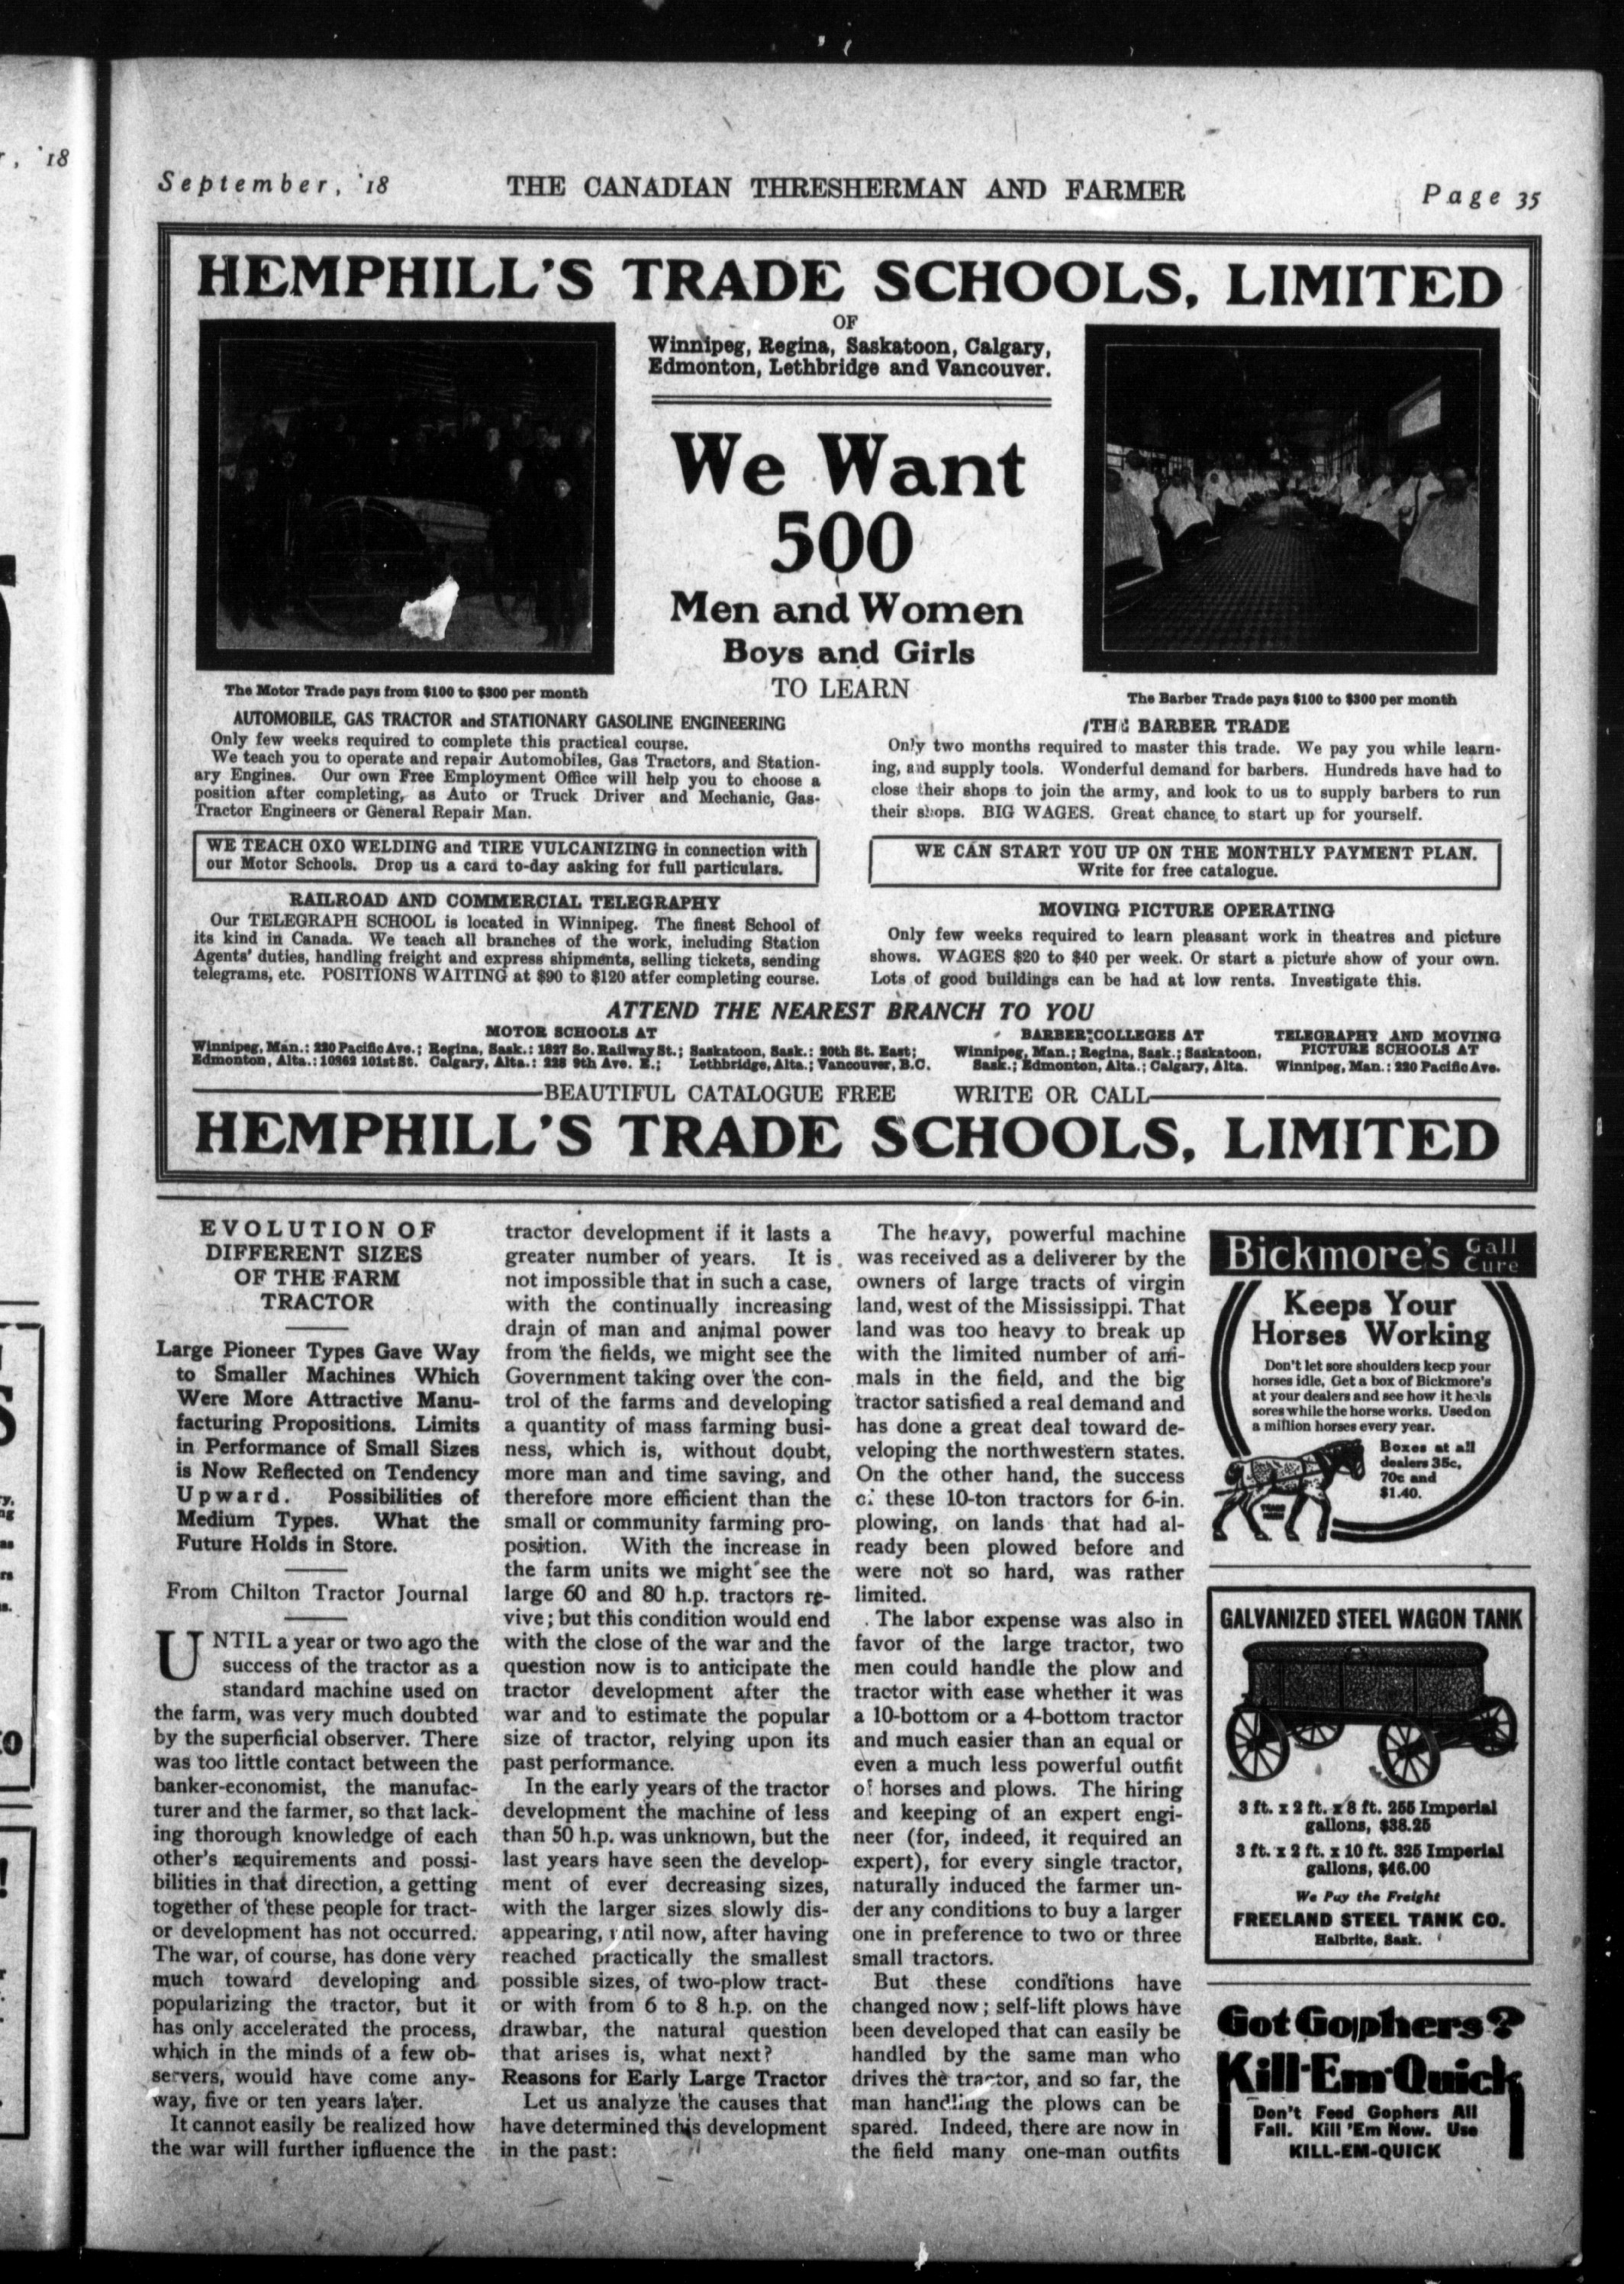 r, '18
September, '18
THE CANADIAN THRESHERMAN AND FARMER
Page 35
HEMPHILL'S TRADE SCHOOLS, LIMITED
OF
Winnipeg, Regina, Saskatoon, Calgary,
Edmonton, Lethbridge and Vancouver.
We Want
500
Men and Women
Boys and Girls
TO LEARN
The Motor Trade pays from $100 to $300 per month
AUTOMOBILE, GAS TRACTOR and STATIONARY GASOLINE ENGINEERING
Only few weeks required to complete this practical course.
We teach you to operate and repair Automobiles, Gas Tractors, and Station-
ary Engines. Our own Free Employment Office will help you to choose a
position after completing, as Auto or Truck Driver and Mechanic, Gas-
Tractor Engineers or General Repair Man.
WE TEACH OXO WELDING and TIRE VULCANIZING in connection with
our Motor Schools. Drop us a card to-day asking for full particulars.
RAILROAD AND COMMERCIAL TELEGRAPHY
Our TELEGRAPH SCHOOL is located in Winnipeg. The finest School of
its kind in Canada. We teach all branches of the work, including Station
Agents' duties, handling freight and express shipments, selling tickets, sending
telegrams, etc. POSITIONS WAITING at $90 to $120 atfer completing course.
The Barber Trade pays $100 to $300 per month
THE BARBER TRADE
Only two months required to master this trade. We pay you while learn-
ing, and supply tools. Wonderful demand for barbers. Hundreds have had to
close their shops to join the army, and look to us to supply barbers to run
their shops. BIG WAGES. Great chance to start up for yourself.
WE CAN START YOU UP ON THE MONTHLY PAYMENT PLAN.
Write for free catalogue.
MOVING PICTURE OPERATING
Only few weeks required to learn pleasant work in theatres and picture
shows. WAGES $20 to $40 per week. Or start a picture show of your own.
Lots of good buildings can be had at low rents. Investigate this.
ATTEND THE NEAREST BRANCH TO YOU
MOTOR SCHOOLS AT
Winnipeg, Man.: 220 Pacific Ave.; Regina, Sask.: 1827 So. Railway St.; Saskatoon, Sask.: 20th St. East;
Edmonton, Alta.: 10262 101st St. Calgary, Alta.: 228 9th Ave. E.; Lethbridge, Alta.; Vancouver, B.C.
BARBER COLLEGES AT
Winnipeg, Man.; Regina, Sask.; Saskatoon,
Sask.; Edmonton, Alta.; Calgary, Alta.
TELEGRAPHY AND MOVING
PICTURE SCHOOLS AT
Winnipeg, Man.: 220 Pacific Ave.
BEAUTIFUL CATALOGUE FREE WRITE OR CALL
HEMPHILL'S TRADE SCHOOLS, LIMITED
EVOLUTION OF
DIFFERENT SIZES
OF THE FARM
TRACTOR
Large Pioneer Types Gave Way
to Smaller Machines Which
Were More Attractive Manu-
facturing Propositions. Limits
in Performance of Small Sizes
is Now Reflected on Tendency
Upward. Possibilities of
Medium Types. What the
Future Holds in Store.
From Chilton Tractor Journal
UNTIL a year or two ago the
success of the tractor as a
standard machine used on
the farm, was very much doubted
by the superficial observer. There
was too little contact between the
banker-economist, the manufac-
turer and the farmer, so that lack-
ing thorough knowledge of each
other's requirements and possi-
bilities in that direction, a getting
together of these people for tract-
or development has not occurred.
The war, of course, has done very
much toward developing and
popularizing the tractor, but it
has only accelerated the process,
which in the minds of a few ob-
servers, would have come any-
way, five or ten years later.
It cannot easily be realized how
the war will further influence the
tractor development if it lasts a
greater number of years. It is
not impossible that in such a case,
with the continually increasing
drain of man and animal power
from the fields, we might see the
Government taking over the con-
trol of the farms and developing
a quantity of mass farming busi-
ness, which is, without doubt,
more man and time saving, and
therefore more efficient than the
small or community farming pro-
position. With the increase in
the farm units we might see the
large 60 and 80 h.p. tractors re-
vive; but this condition would end
with the close of the war and the
question now is to anticipate the
tractor development after the
war and to estimate the popular
size of tractor, relying upon its
past performance.
In the early years of the tractor
development the machine of less
than 50 h.p. was unknown, but the
last years have seen the develop-
ment of ever decreasing sizes,
with the larger sizes slowly dis-
appearing, until now, after having
reached practically the smallest
possible sizes, of two-plow tract-
or with from 6 to 8 h.p. on the
drawbar, the natural question
that arises is, what next?
Reasons for Early Large Tractor
Let us analyze the causes that
have determined this development
in the past:
The heavy, powerful machine
was received as a deliverer by the
owners of large tracts of virgin
land, west of the Mississippi. That
land was too heavy to break up
with the limited number of ani-
mals in the field, and the big
tractor satisfied a real demand and
has done a great deal toward de-
veloping the northwestern states.
On the other hand, the success
of these 10-ton tractors for 6-in.
plowing, on lands that had al-
ready been plowed before and
were not so hard, was rather
limited.
The labor expense was also in
favor of the large tractor, two
men could handle the plow and
tractor with ease whether it was
a 10-bottom or a 4-bottom tractor
and much easier than an equal or
even a much less powerful outfit
of horses and plows. The hiring
and keeping of an expert engi-
neer (for, indeed, it required an
expert), for every single tractor,
naturally induced the farmer un-
der any conditions to buy a larger
one in preference to two or three
small tractors.
But these conditions have
changed now; self-lift plows have
been developed that can easily be
handled by the same man who
drives the tractor, and so far, the
man handling the plows can be
spared. Indeed, there are now in
the field many one-man outfits
Bickmore's Gall Cure
Keeps Your
Horses Working
Don't let sore shoulders keep your
horses idle. Get a box of Bickmore's
at your dealers and see how it heals
sores while the horse works. Used on
a million horses every year.
Boxes at all
dealers 35c,
70c and
$1.40.
GALVANIZED STEEL WAGON TANK
3 ft. x 2 ft. x 8 ft. 255 Imperial
gallons, $38.25
3 ft. x 2 ft. x 10 ft. 325 Imperial
gallons, $46.00
We Pay the Freight
FREELAND STEEL TANK CO.
Halbrite, Sask.
Got Gophers?
Kill-Em-Quick
Don't Feed Gophers All
Fall. Kill 'Em Now. Use
KILL-EM-QUICK